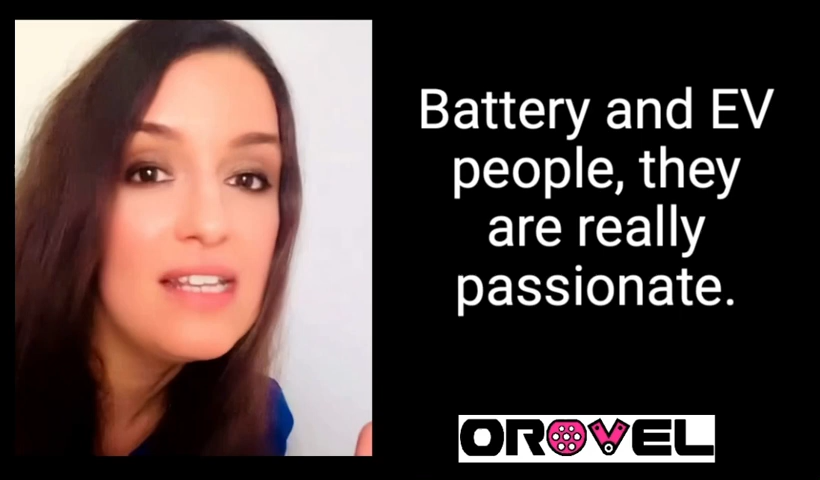 Battery and EV
people, they
are really
passionate.
OROVEL